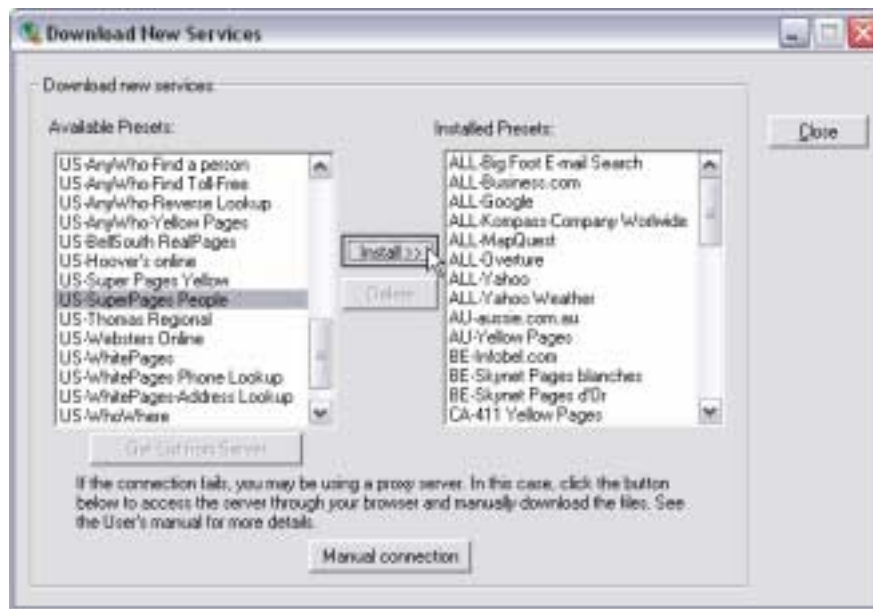 Download New Services
Download new services
Available Presets:
US-AnyWho-Find a person
US-AnyWho-Find Toll-Free
US-AnyWho-Reverse Lookup
US-AnyWho-Yellow Pages
US-BellSouth RealPages
US-Hoover's online
US-Super Pages Yellow
US-SuperPages People
US-Thomas Regional
US-Websters Online
US-WhitePages
US-WhitePages Phone Lookup
US-WhitePages-Address Lookup
US-WhoWhere
Get List from Server
Install >>
Delete
Installed Presets:
ALL-Big Foot E-mail Search
ALL-Business.com
ALL-Google
ALL-Kompass-Company Worlwide
ALL-MapQuest
ALL-Overture
ALL-Yahoo
ALL-Yahoo Weather
AU-aussie.com.au
AU-Yellow Pages
BE-Infobel.com
BE-Skynet Pages blanches
BE-Skynet Pages d'Or
CA-411 Yellow Pages
Close
If the connection fails, you may be using a proxy server. In this case, click the button
below to access the server through your browser and manually download the files. See
the User's manual for more details.
Manual connection